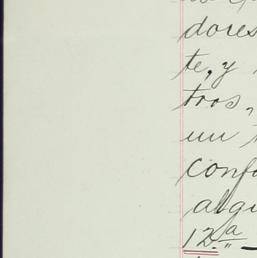 dores
te, y
tros,
un
conf
algu
12.ª